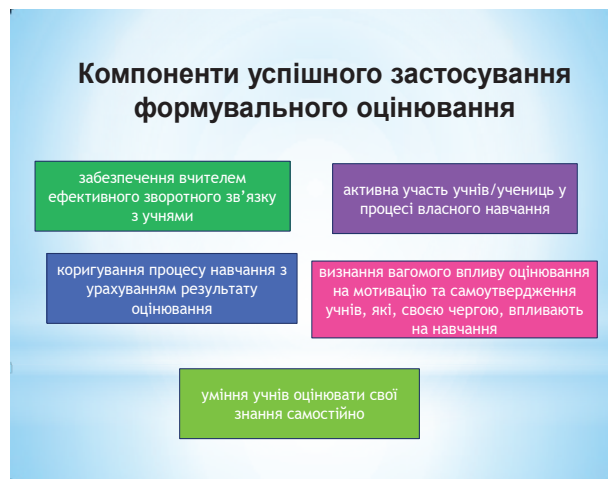 Компоненти успішного застосування
формувального оцінювання
забезпечення вчителем
ефективного зворотного зв’язку
з учнями
активна участь учнів/учениць у
процесі власного навчання
коригування процесу навчання з
урахуванням результату
оцінювання
визнання вагомого впливу оцінювання
на мотивацію та самоутвердження
учнів, які, своєю чергою, впливають
на навчання
уміння учнів оцінювати свої
знання самостійно